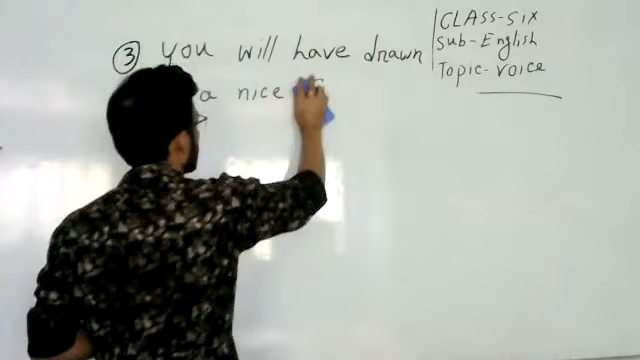 ③ you will have drawn
a nice
CLASS-SIX
Sub-English
Topic-voice